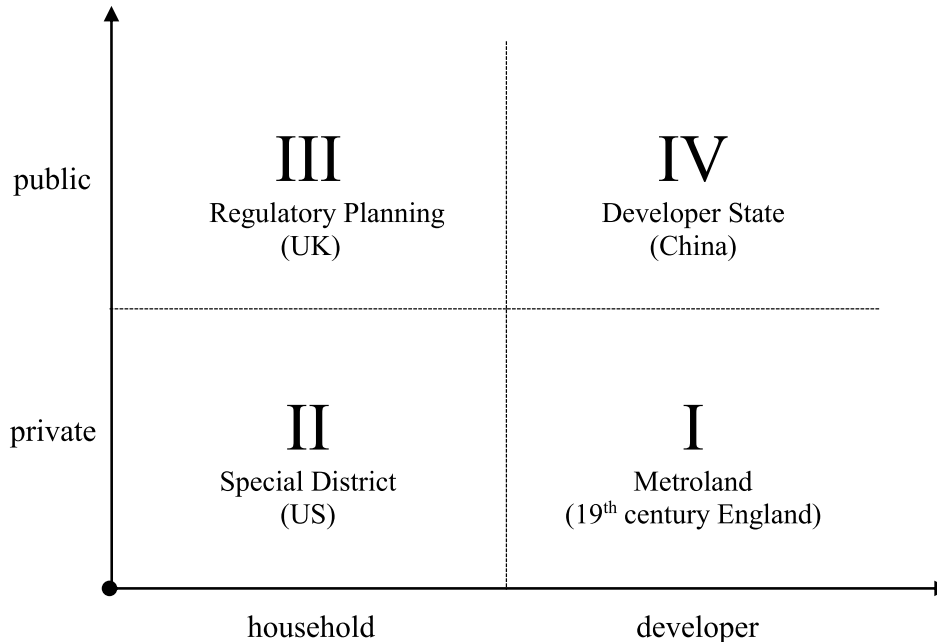 III
IV
public
Regulatory Planning
(UK)
Developer State
(China)
II
I
private
Special District
(US)
Metroland
(19th century England)
household
developer